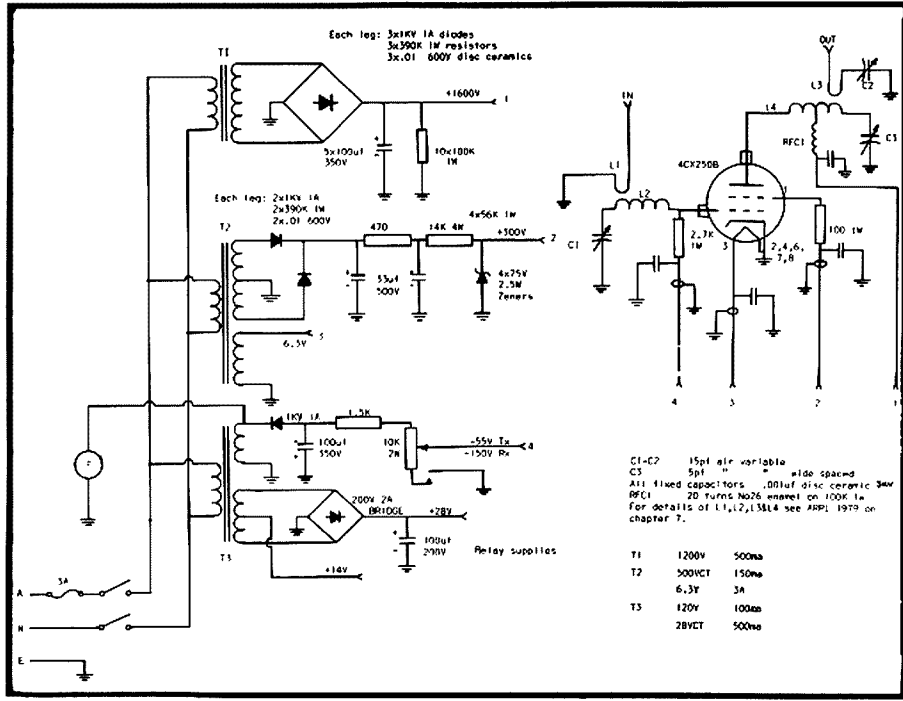 Each leg: 3x1KV 1A diodes
3x390K 1W resistors
3x.01 600V disc ceramics
T1
+1600V
1
5x100uf
350V
10x100K
1W
Each leg: 2x1KV 1A
2x390K 1W
2x.01 600V
T2
470
14K 4W
4x56K 1W
+300V
2
33uf
500V
4x75V
2.5W
Zeners
6.3V
3
1KV 1A
1.5K
100uf
350V
10K
2W
-55V Tx
-150V Rx
4
F
200V 2A
BRIDGE
+28V
100uf
200V
Relay supplies
T3
+14V
A
3A
N
E
OUT
IN
L3
C2
L4
RFC1
C3
4CX250B
L1
L2
1
C1
2.7K
1W
3
2,4,6,
7,8
100 1W
4
3
2
1
C1-C2 15pf air variable
C3 5pf " " wide spaced
All fixed capacitors .001uf disc ceramic 3KV
RFC1 20 turns No26 enamel on 100K 1w
For details of L1,L2,L3&L4 see ARRL 1979 on
chapter 7.
T1 1200V 500ma
T2 500VCT 150ma
6.3V 3A
T3 120V 100ma
28VCT 500ma